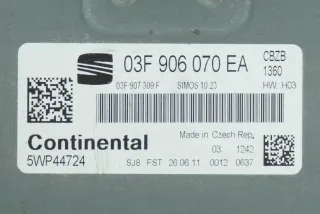 03F 906 070 EA
CBZB
1360
03F 907 309 F SIMOS 10.23 HW: H03
Continental
5WP44724
Made in Czech Rep.
03. 1242
SJ8 FST 26.06.11 0012 0637